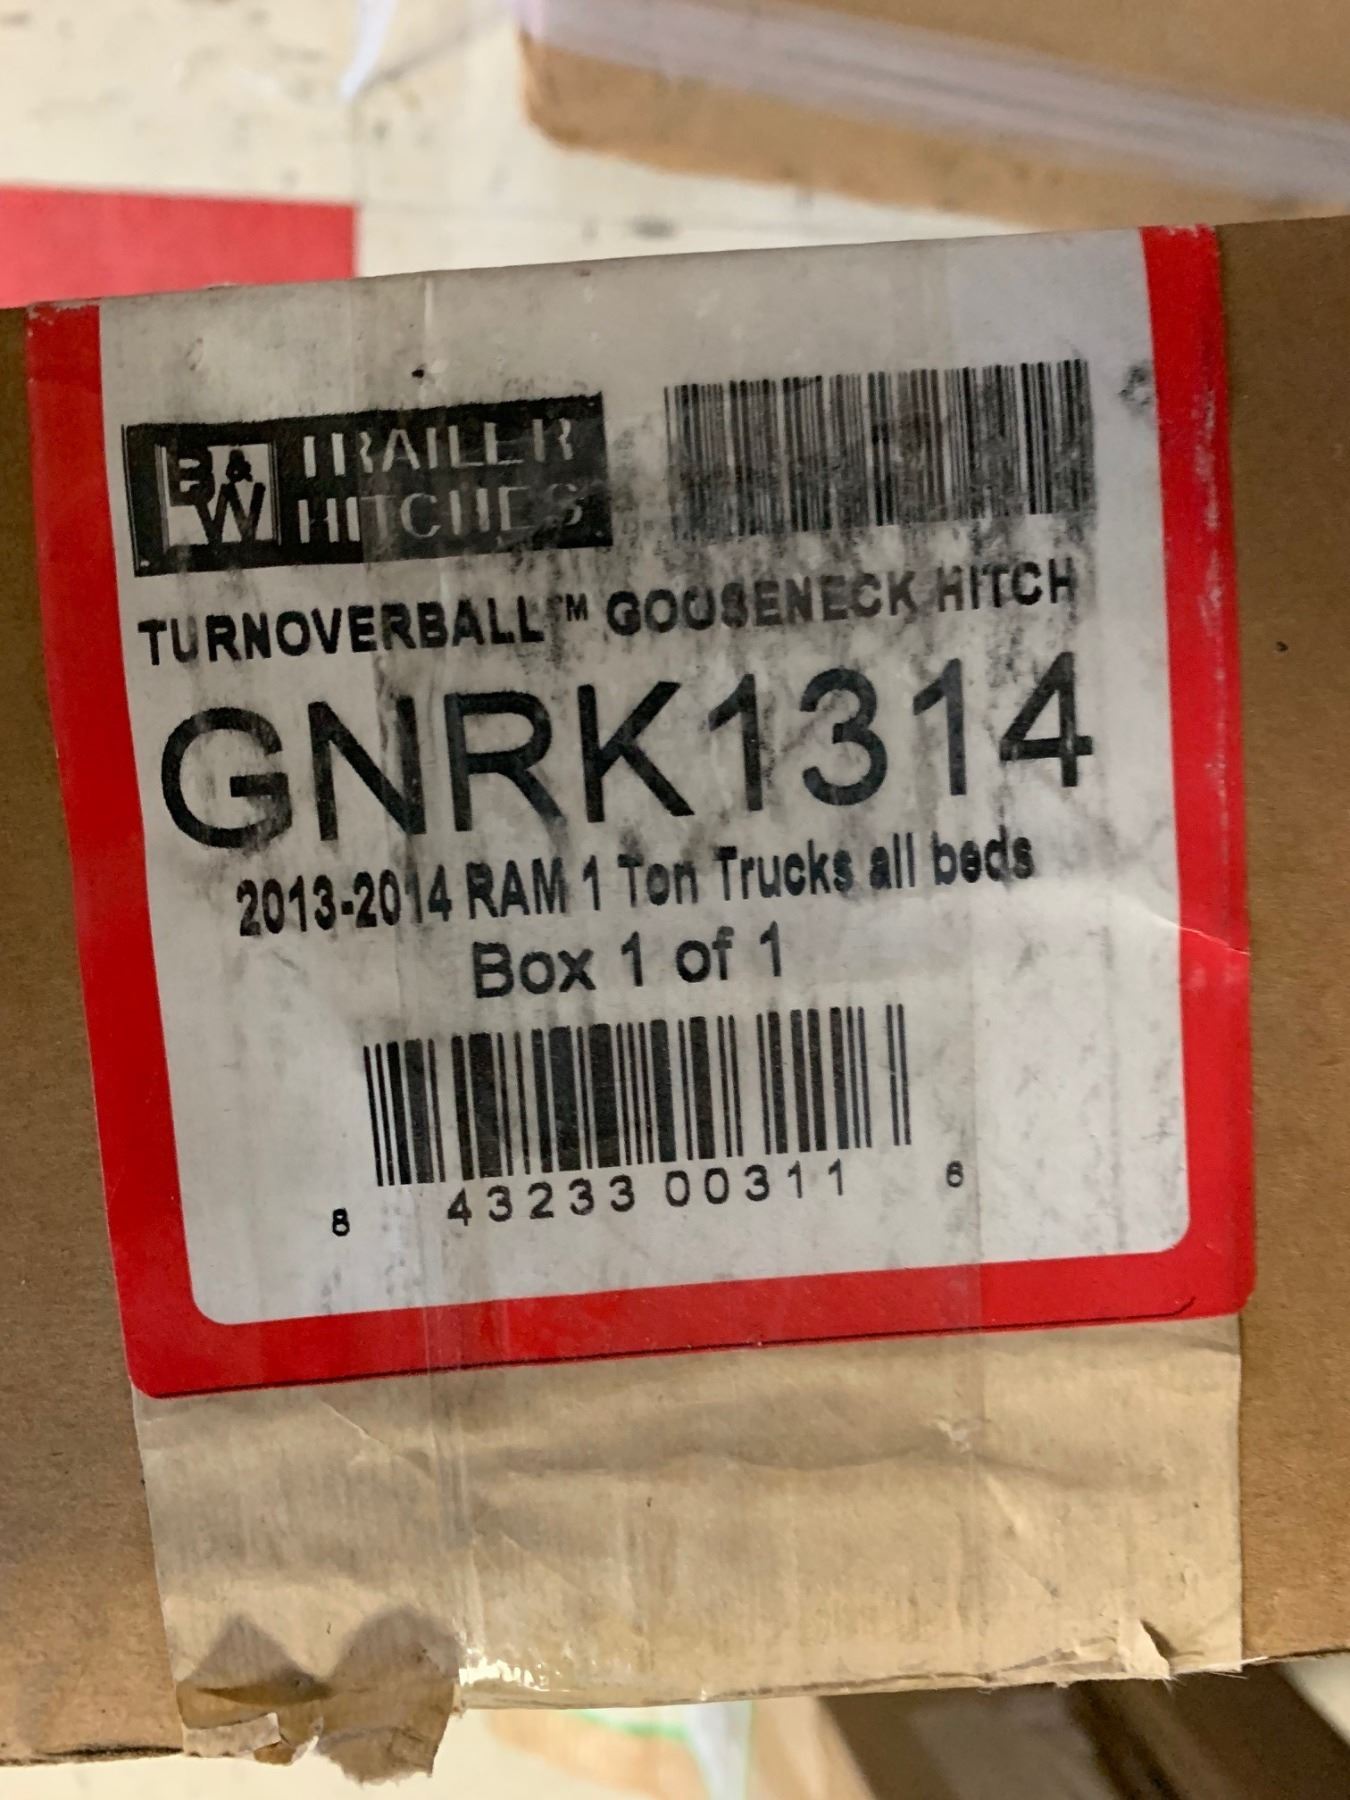 B&W TRAILER HITCHES
TURNOVERBALL™ GOOSENECK HITCH
GNRK1314
2013-2014 RAM 1 Ton Trucks all beds
Box 1 of 1
8 43233 00311 6